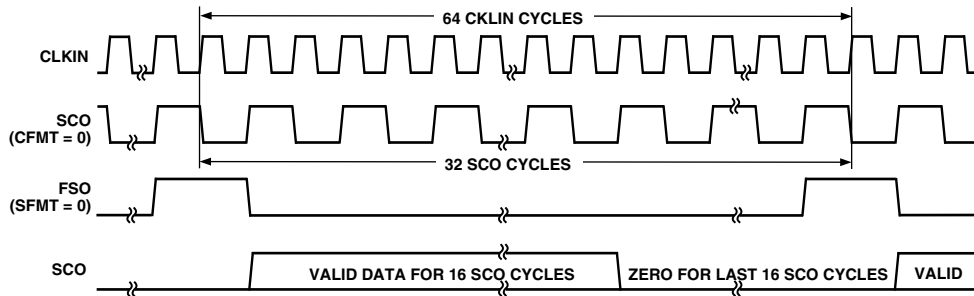 64 CKLIN CYCLES
CLKIN
SCO
(CFMT = 0)
32 SCO CYCLES
FSO
(SFMT = 0)
SCO
VALID DATA FOR 16 SCO CYCLES
ZERO FOR LAST 16 SCO CYCLES
VALID